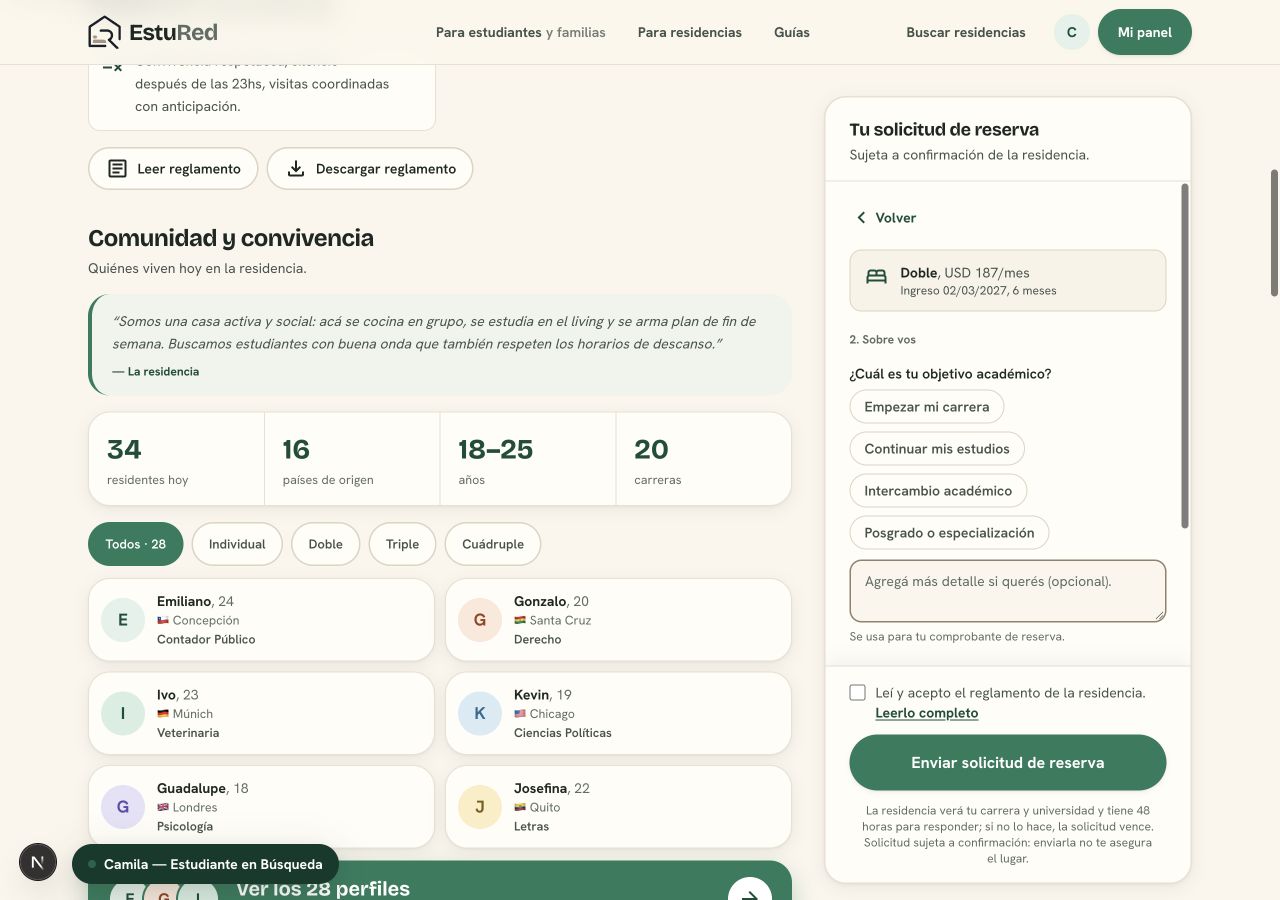 EstuRed
Para estudiantes y familias
Para residencias
Guías
Buscar residencias
C
Mi panel
después de las 23hs, visitas coordinadas
con anticipación.
Leer reglamento
Descargar reglamento
Comunidad y convivencia
Quiénes viven hoy en la residencia.
“Somos una casa activa y social: acá se cocina en grupo, se estudia en el living y se arma plan de fin de
semana. Buscamos estudiantes con buena onda que también respeten los horarios de descanso.”
— La residencia
34
residentes hoy
16
países de origen
18–25
años
20
carreras
Todos · 28
Individual
Doble
Triple
Cuádruple
E
Emiliano, 24
Concepción
Contador Público
G
Gonzalo, 20
Santa Cruz
Derecho
I
Ivo, 23
Múnich
Veterinaria
K
Kevin, 19
Chicago
Ciencias Políticas
G
Guadalupe, 18
Londres
Psicología
J
Josefina, 22
Quito
Letras
N
Camila — Estudiante en Búsqueda
Ver los 28 perfiles
Tu solicitud de reserva
Sujeta a confirmación de la residencia.
Volver
Doble, USD 187/mes
Ingreso 02/03/2027, 6 meses
2. Sobre vos
¿Cuál es tu objetivo académico?
Empezar mi carrera
Continuar mis estudios
Intercambio académico
Posgrado o especialización
Agregá más detalle si querés (opcional).
Se usa para tu comprobante de reserva.
Leí y acepto el reglamento de la residencia.
Leerlo completo
Enviar solicitud de reserva
La residencia verá tu carrera y universidad y tiene 48
horas para responder; si no lo hace, la solicitud vence.
Solicitud sujeta a confirmación: enviarla no te asegura
el lugar.